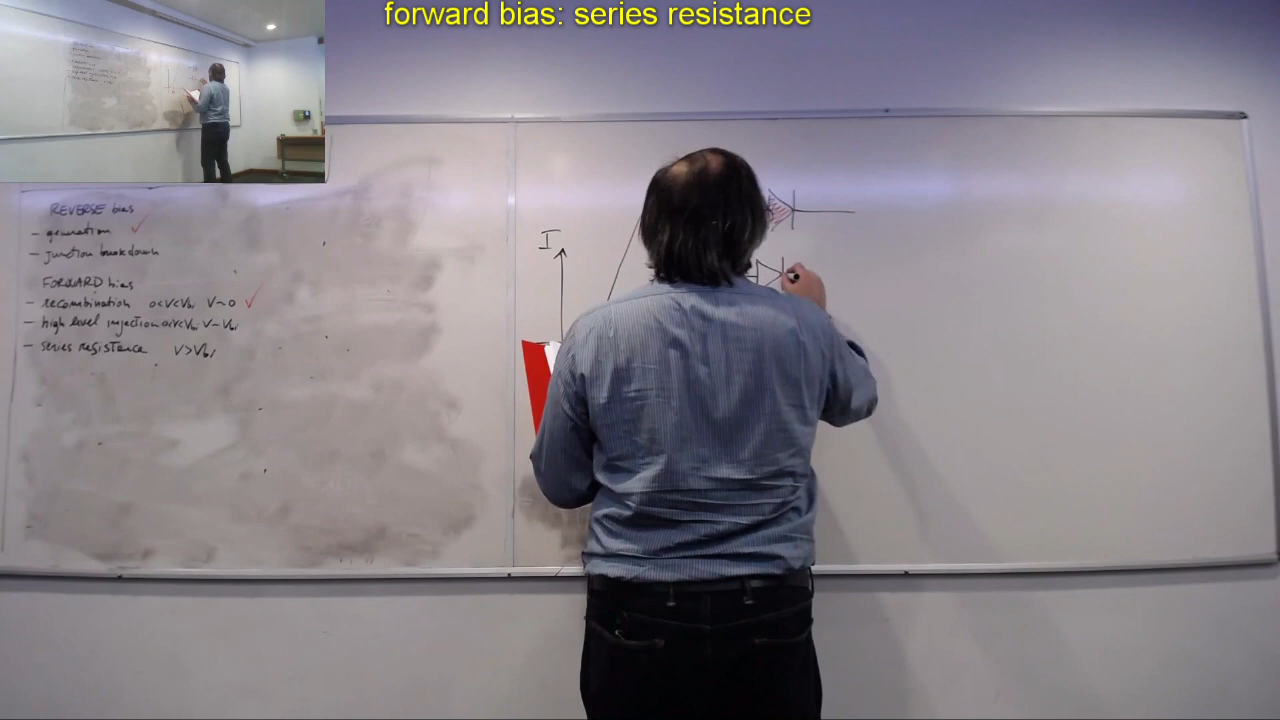 forward bias: series resistance
REVERSE bias
- generation ✓
- junction breakdown
FORWARD bias
- recombination 0<V<Vbi V~0 ✓
- high level injection 0<V<Vbi V~Vbi
- series resistance V>Vbi
I